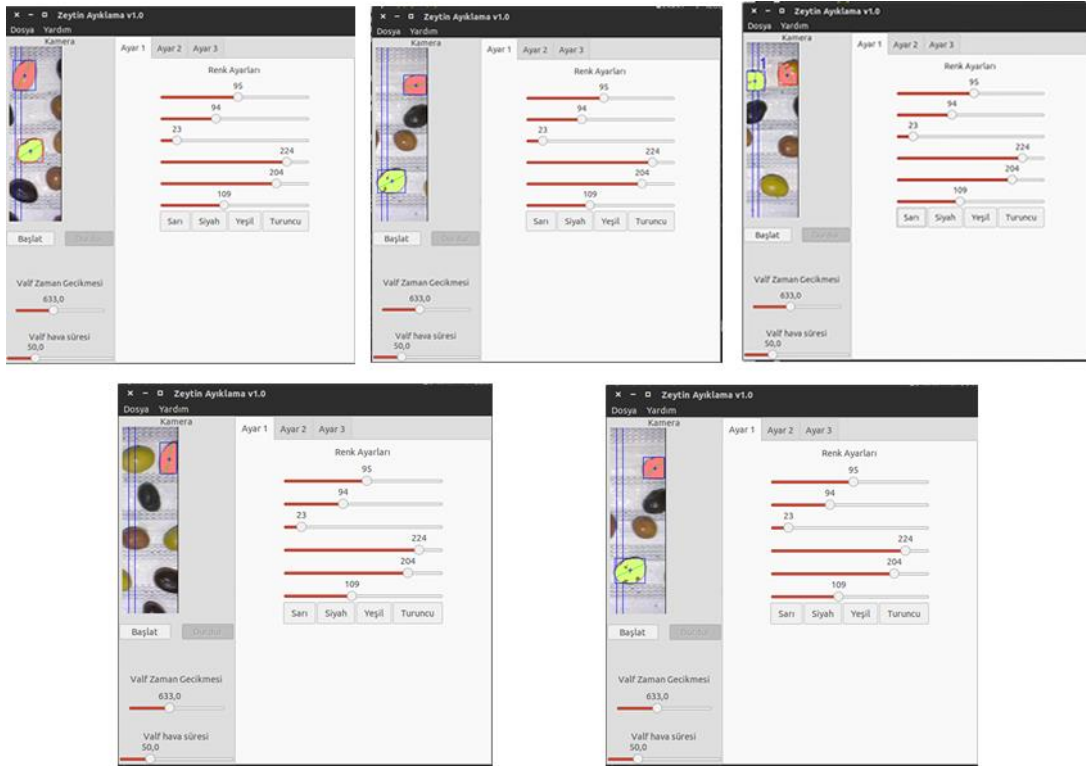 Zeytin Ayıklama v1.0
Dosya Yardım
Kamera
Ayar 1 Ayar 2 Ayar 3
Renk Ayarları
95
94
23
224
204
109
Sarı Siyah Yeşil Turuncu
Başlat Durdur
Valf Zaman Gecikmesi
633,0
Valf hava süresi
50,0
Zeytin Ayıklama v1.0
Dosya Yardım
Kamera
Ayar 1 Ayar 2 Ayar 3
Renk Ayarları
95
94
23
224
204
109
Sarı Siyah Yeşil Turuncu
Başlat Durdur
Valf Zaman Gecikmesi
633,0
Valf hava süresi
50,0
Zeytin Ayıklama v1.0
Dosya Yardım
Kamera
Ayar 1 Ayar 2 Ayar 3
1
Renk Ayarları
95
94
23
224
204
109
Sarı Siyah Yeşil Turuncu
Başlat Durdur
Valf Zaman Gecikmesi
633,0
Valf hava süresi
50,0
Zeytin Ayıklama v1.0
Dosya Yardım
Kamera
Ayar 1 Ayar 2 Ayar 3
Renk Ayarları
95
94
23
224
204
109
Sarı Siyah Yeşil Turuncu
Başlat Durdur
Valf Zaman Gecikmesi
633,0
Valf hava süresi
50,0
Zeytin Ayıklama v1.0
Dosya Yardım
Kamera
Ayar 1 Ayar 2 Ayar 3
Renk Ayarları
95
94
23
224
204
109
Sarı Siyah Yeşil Turuncu
Başlat Durdur
Valf Zaman Gecikmesi
633,0
Valf hava süresi
50,0